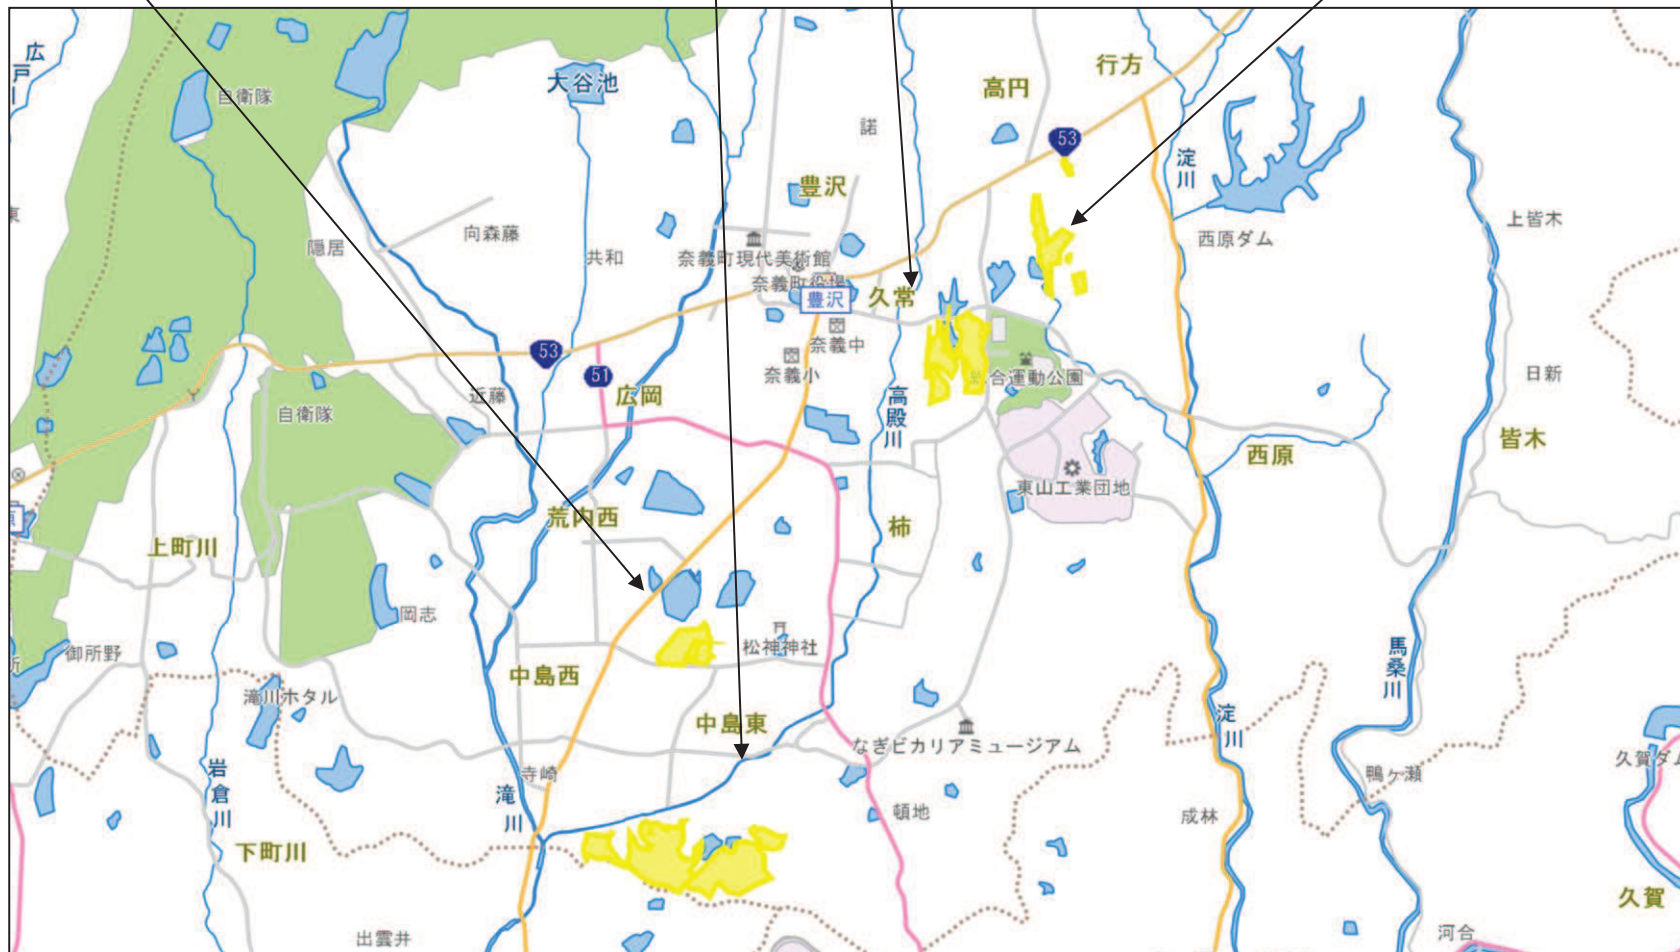 広戸
自衛隊
大谷池
高円
行方
53
諾
淀川
豊沢
上皆木
向森藤
隠居
共和
西原ダム
奈義町現代美術館
奈義町役場
豊沢
久常
奈義中
奈義小
53
51
広岡
近藤
自衛隊
総合運動公園
日新
高殿川
皆木
西原
東山工業団地
荒内西
柿
上町川
岡志
御所野
松神神社
中島西
馬桑川
滝川ホタル
中島東
淀川
なぎビカリアミュージアム
久賀ダム
寺崎
鴨ヶ瀬
岩倉川
滝川
頓地
成林
下町川
久賀
出雲井
河合